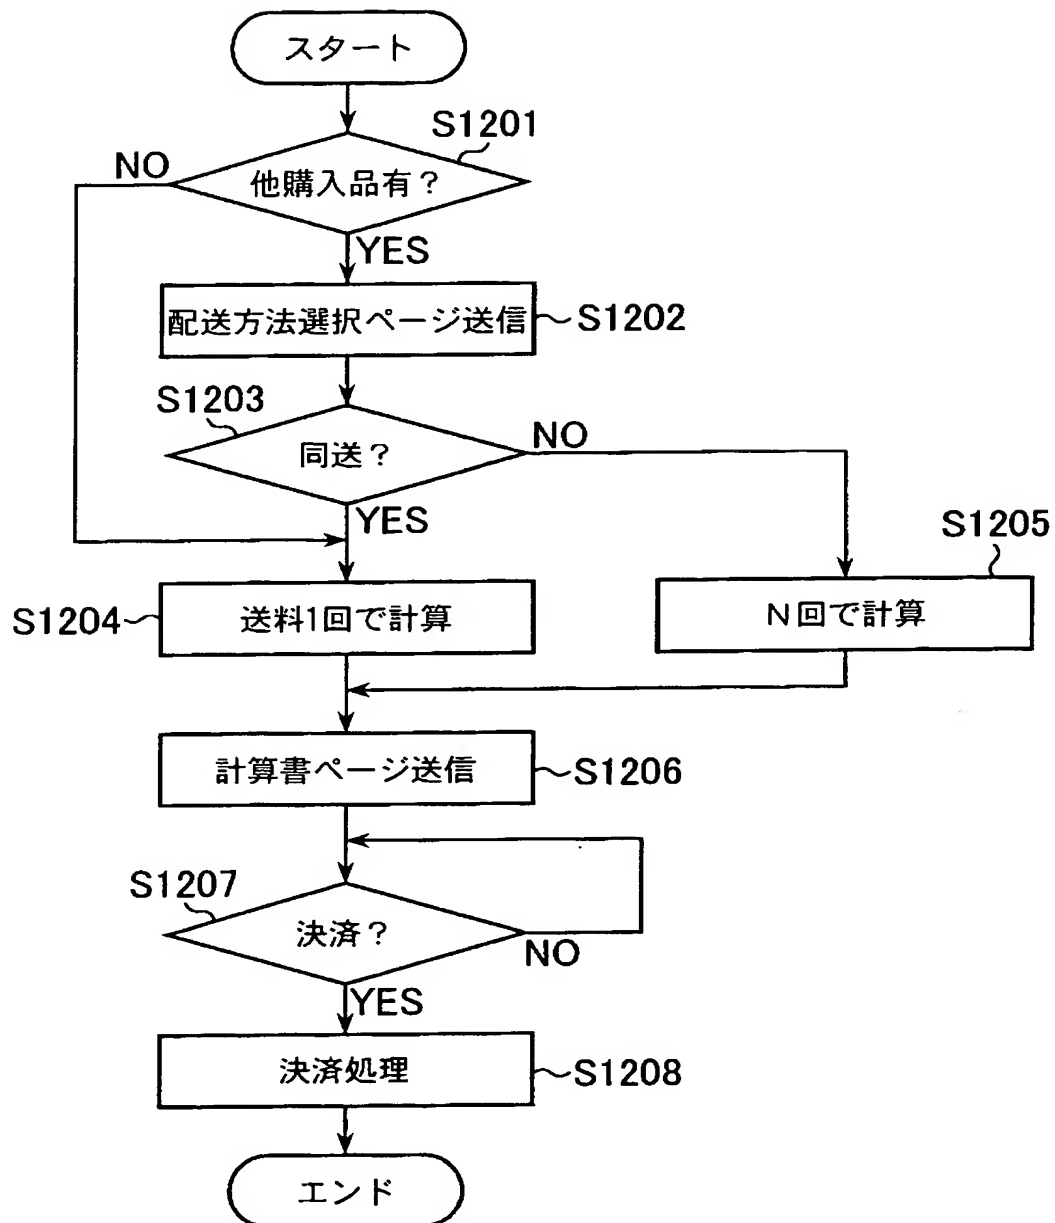 スタート
S1201
NO
他購入品有？
YES
配送方法選択ページ送信
S1202
S1203
同送？
NO
YES
S1205
S1204
送料1回で計算
N回で計算
計算書ページ送信
S1206
S1207
決済？
NO
YES
決済処理
S1208
エンド